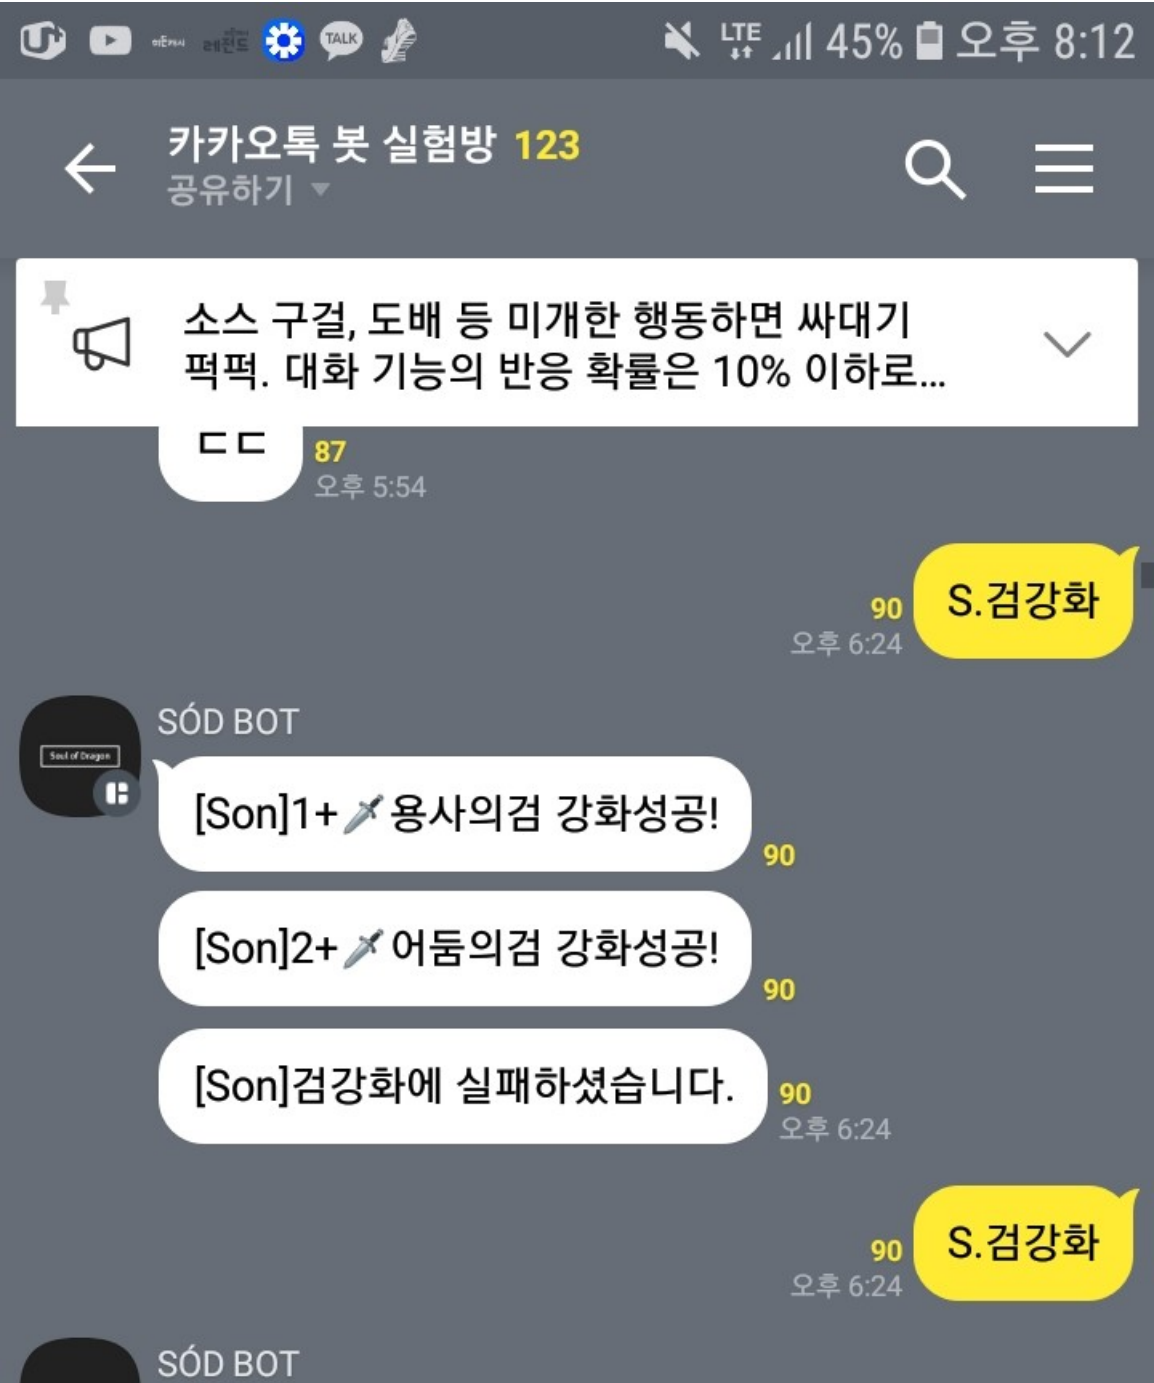 TALK LTE 45% 오후 8:12
카카오톡 봇 실험방 123
공유하기
소스 구걸, 도배 등 미개한 행동하면 싸대기
퍽퍽. 대화 기능의 반응 확률은 10% 이하로...
ㄷㄷ
87
오후 5:54
S.검강화
90
오후 6:24
SÓD BOT
Soul of Dragon
[Son]1+🗡용사의검 강화성공!
90
[Son]2+🗡어둠의검 강화성공!
90
[Son]검강화에 실패하셨습니다.
90
오후 6:24
S.검강화
90
오후 6:24
SÓD BOT